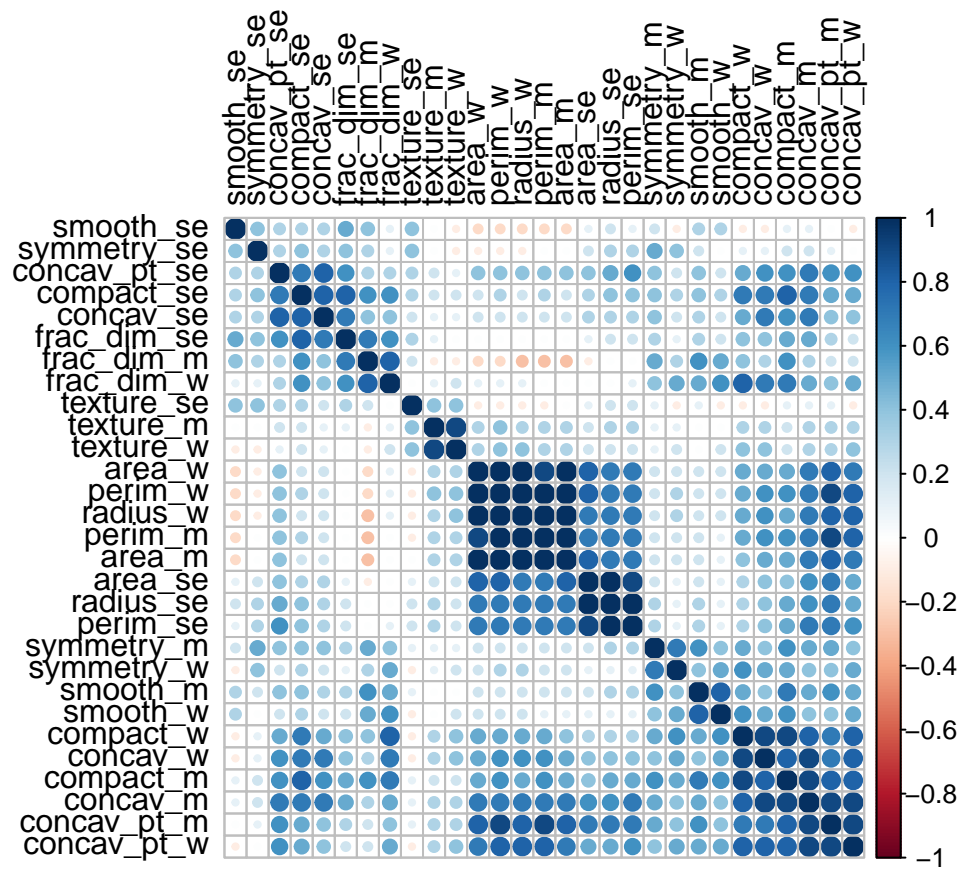 smooth_se
symmetry_se
concav_pt_se
compact_se
concav_se
frac_dim_se
frac_dim_m
frac_dim_w
texture_se
texture_m
texture_w
area_w
perim_w
radius_w
perim_m
area_m
area_se
radius_se
perim_se
symmetry_m
symmetry_w
smooth_m
smooth_w
compact_w
concav_w
compact_m
concav_m
concav_pt_m
concav_pt_w
smooth_se
symmetry_se
concav_pt_se
compact_se
concav_se
frac_dim_se
frac_dim_m
frac_dim_w
texture_se
texture_m
texture_w
area_w
perim_w
radius_w
perim_m
area_m
area_se
radius_se
perim_se
symmetry_m
symmetry_w
smooth_m
smooth_w
compact_w
concav_w
compact_m
concav_m
concav_pt_m
concav_pt_w
1
0.8
0.6
0.4
0.2
0
−0.2
−0.4
−0.6
−0.8
−1